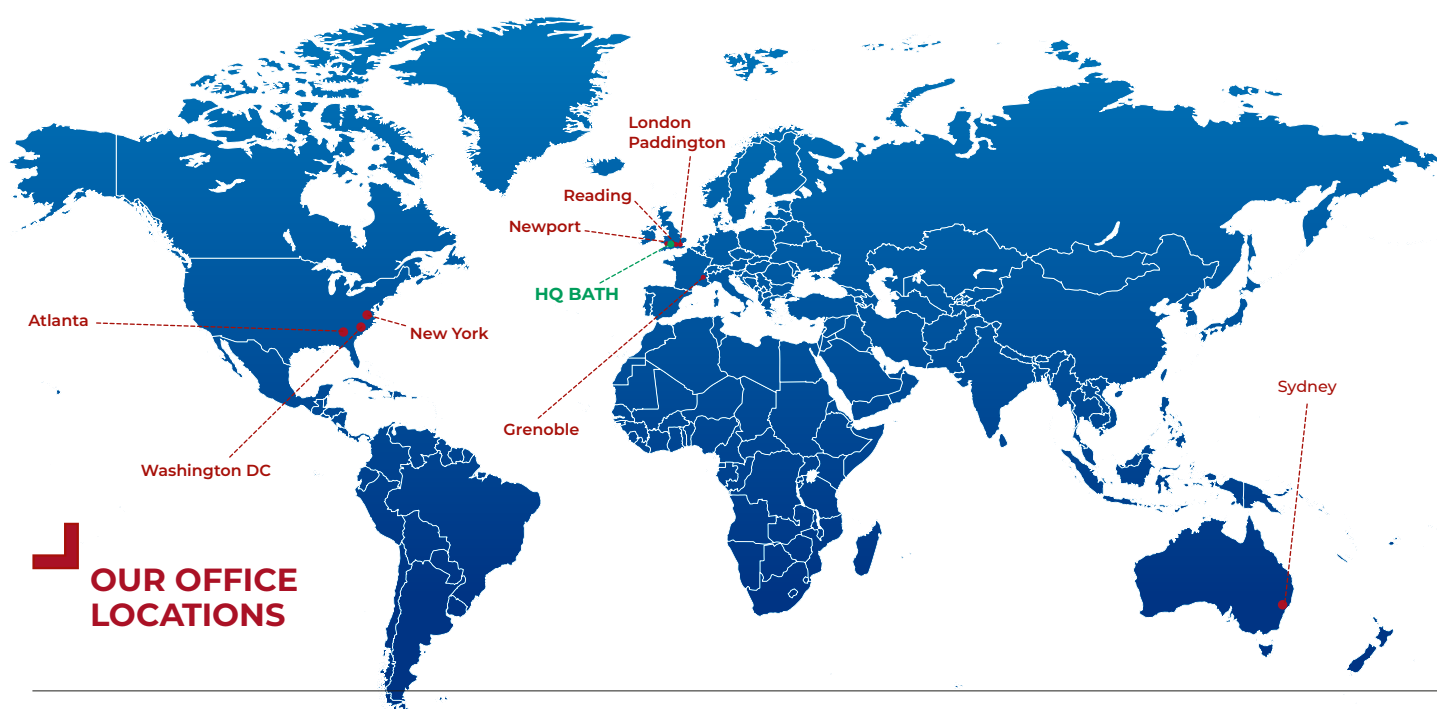 London
Paddington
Reading
Newport
HQ BATH
Atlanta
New York
Sydney
Grenoble
Washington DC
OUR OFFICE
LOCATIONS